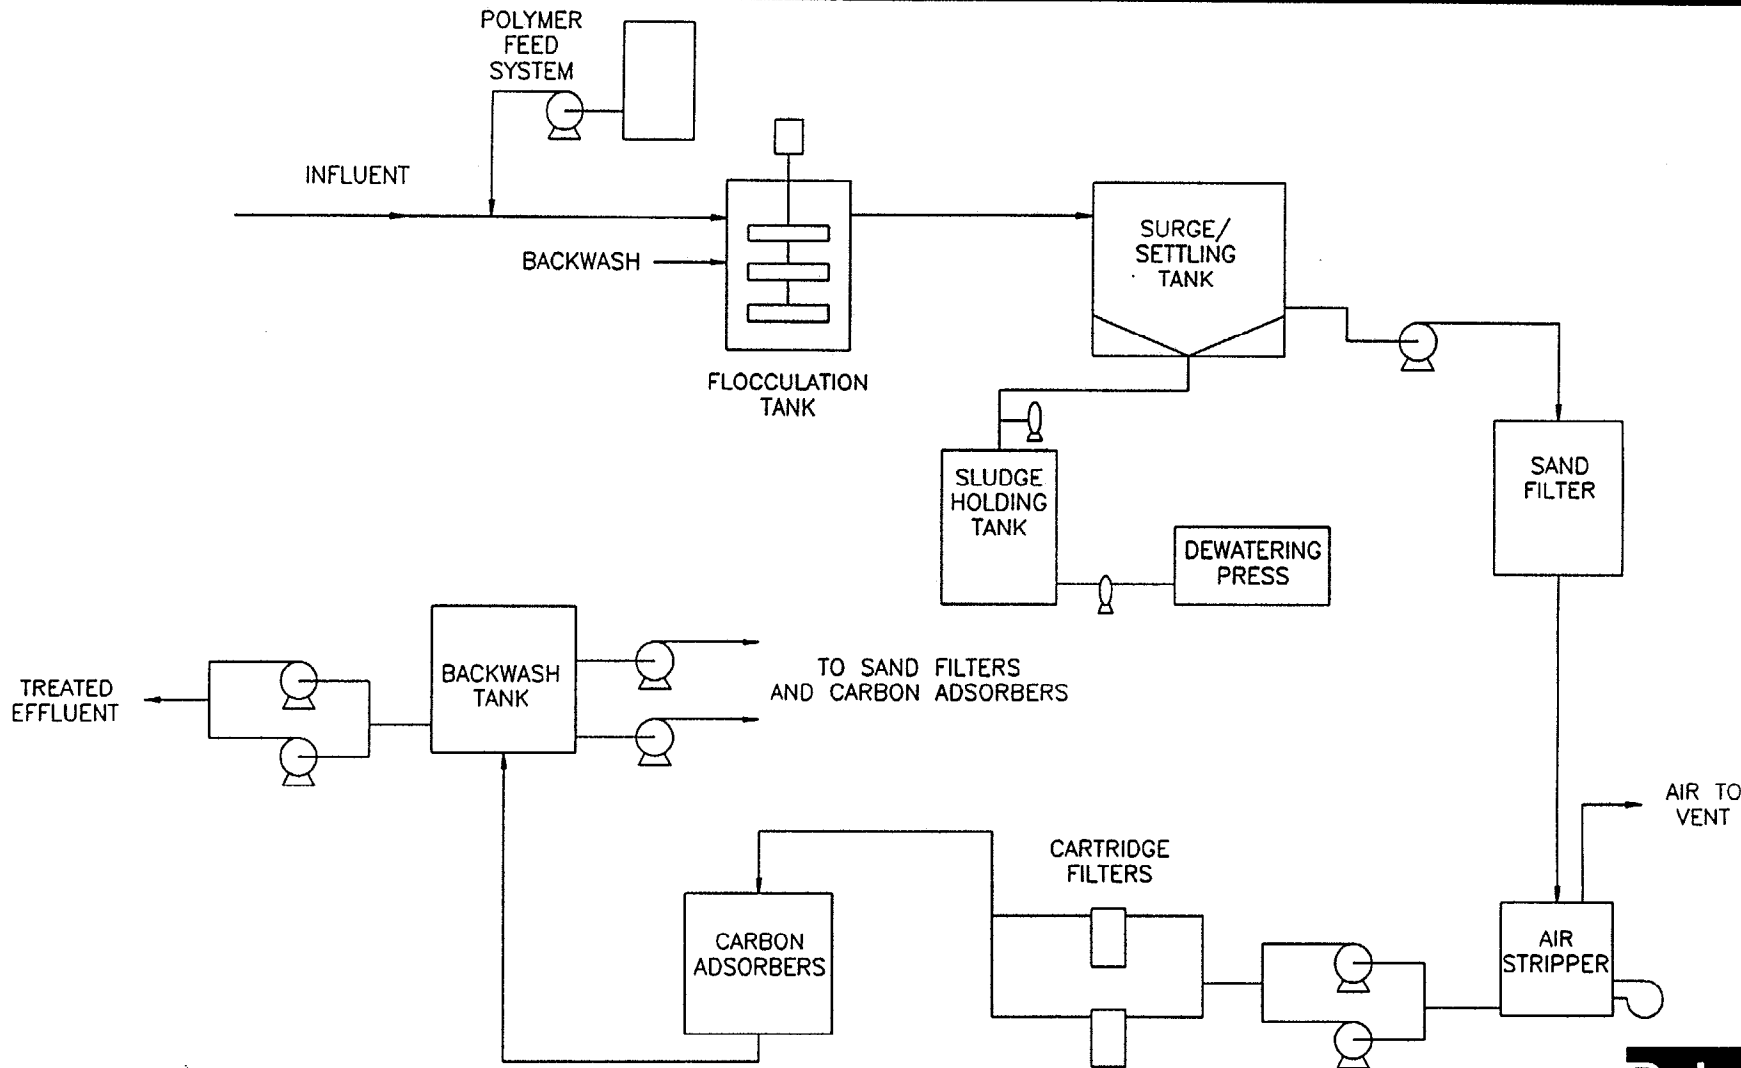 POLYMER
FEED
SYSTEM
INFLUENT
BACKWASH
FLOCCULATION
TANK
SURGE/
SETTLING
TANK
SLUDGE
HOLDING
TANK
DEWATERING
PRESS
SAND
FILTER
BACKWASH
TANK
TO SAND FILTERS
AND CARBON ADSORBERS
TREATED
EFFLUENT
AIR TO
VENT
CARTRIDGE
FILTERS
CARBON
ADSORBERS
AIR
STRIPPER